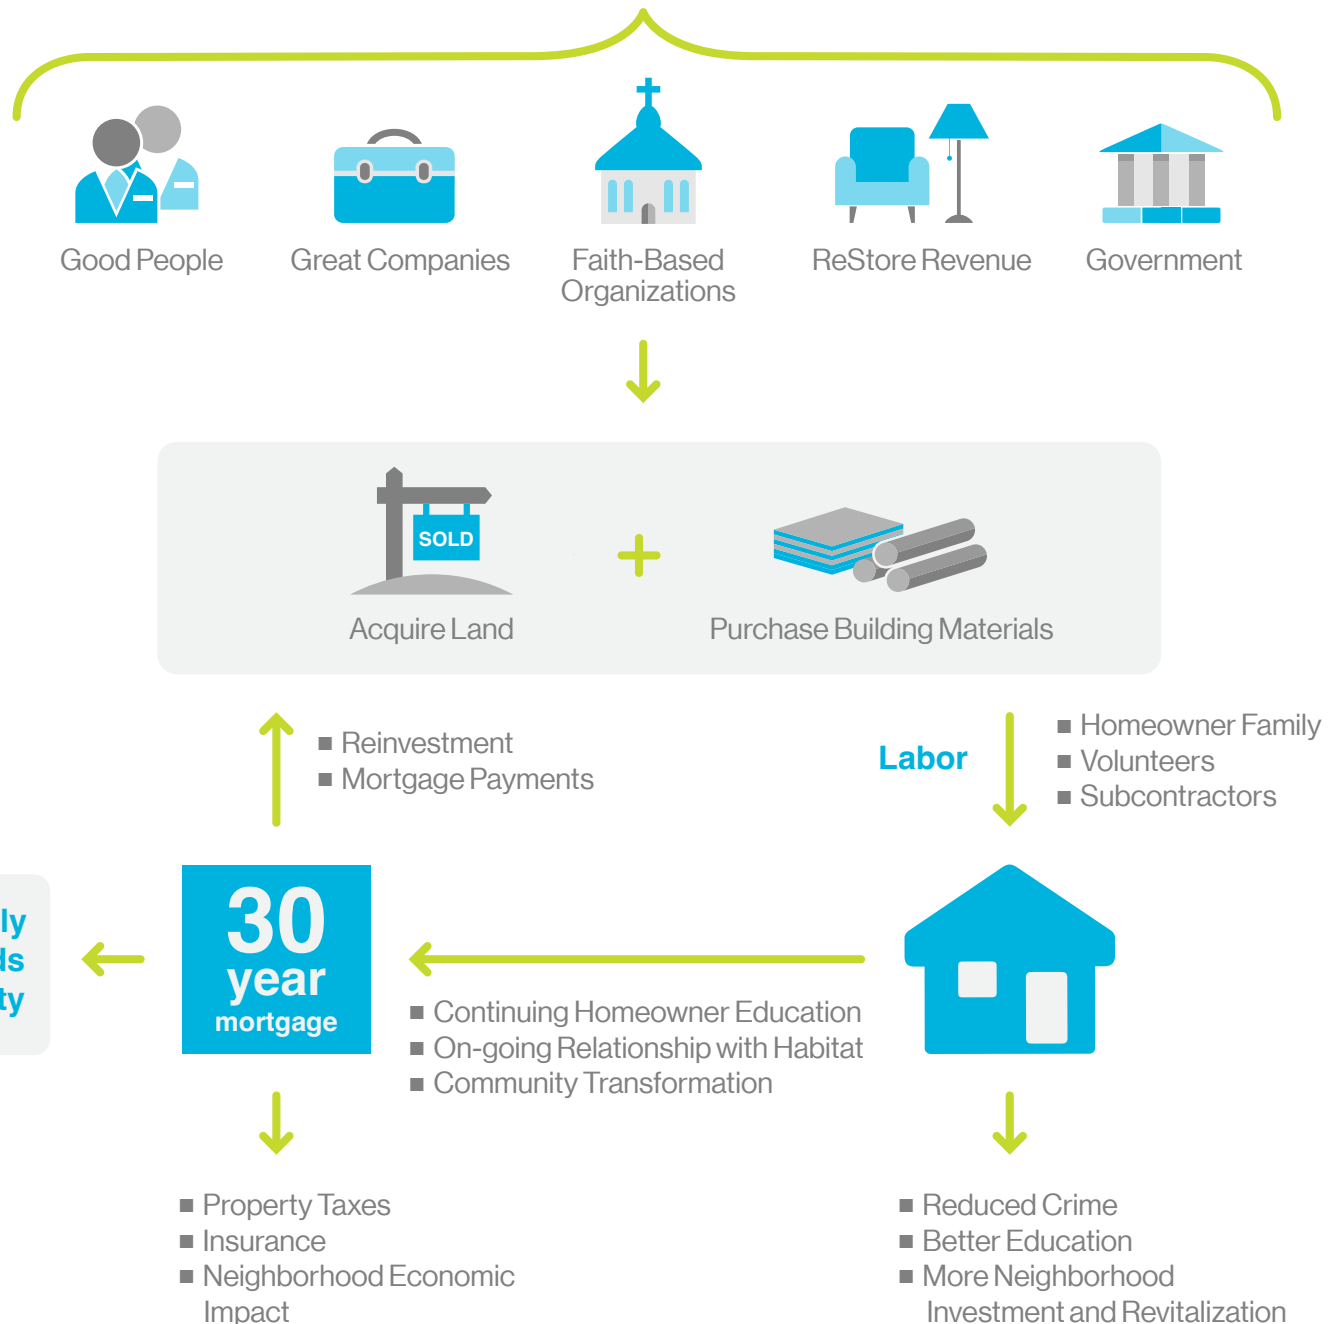 Good People
Great Companies
Faith-Based
Organizations
ReStore Revenue
Government
SOLD
Acquire Land
Purchase Building Materials
■ Reinvestment
■ Mortgage Payments
Labor
■ Homeowner Family
■ Volunteers
■ Subcontractors
30
year
mortgage
■ Continuing Homeowner Education
■ On-going Relationship with Habitat
■ Community Transformation
■ Property Taxes
■ Insurance
■ Neighborhood Economic
Impact
■ Reduced Crime
■ Better Education
■ More Neighborhood
Investment and Revitalization